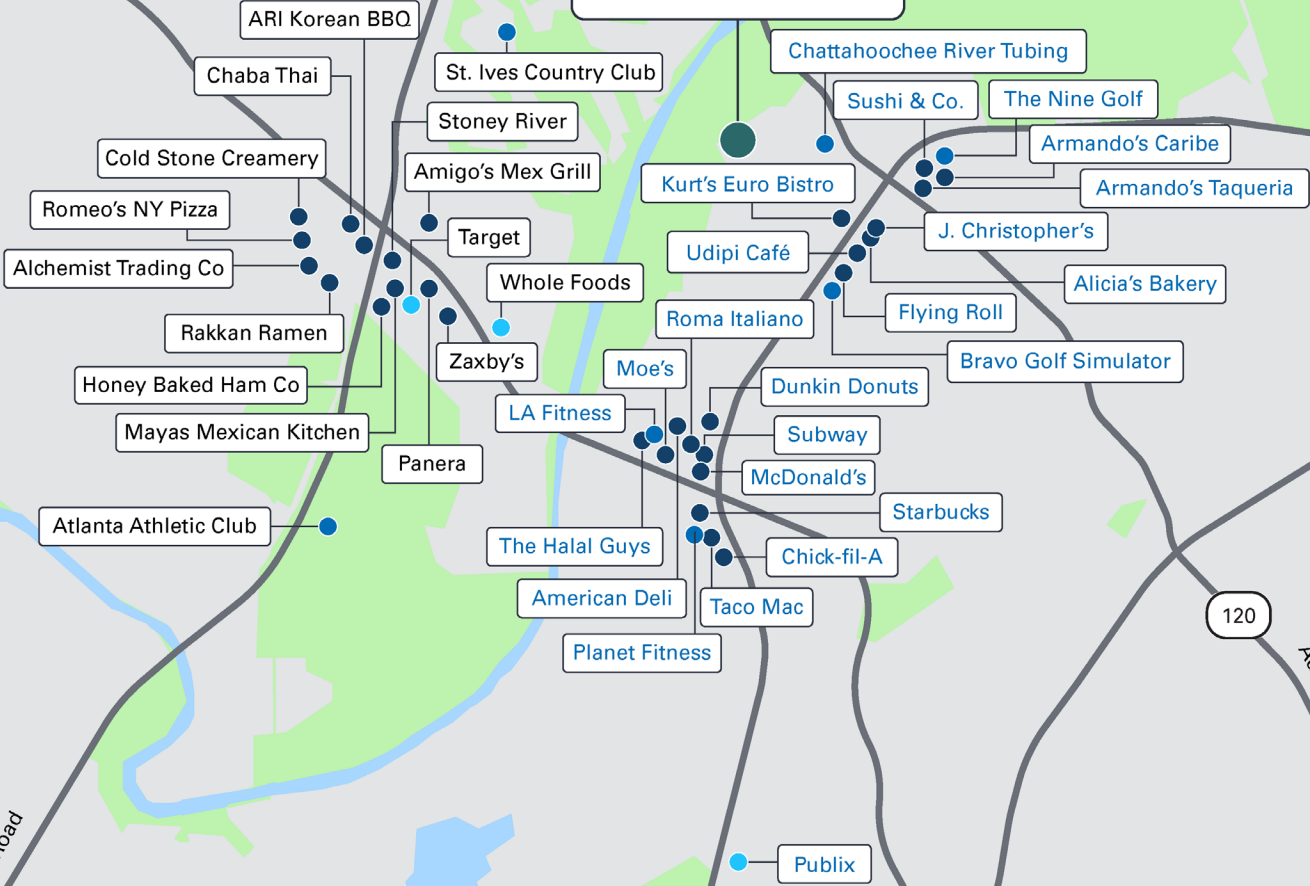 ARI Korean BBQ
Chattahoochee River Tubing
St. Ives Country Club
Chaba Thai
Sushi & Co.
The Nine Golf
Stoney River
Armando's Caribe
Cold Stone Creamery
Amigo's Mex Grill
Kurt's Euro Bistro
Armando's Taqueria
Romeo's NY Pizza
J. Christopher's
Target
Udipi Café
Alchemist Trading Co
Whole Foods
Alicia's Bakery
Flying Roll
Roma Italiano
Rakkan Ramen
Zaxby's
Bravo Golf Simulator
Moe's
Honey Baked Ham Co
Dunkin Donuts
LA Fitness
Mayas Mexican Kitchen
Subway
Panera
McDonald's
Starbucks
Atlanta Athletic Club
The Halal Guys
Chick-fil-A
American Deli
Taco Mac
120
Planet Fitness
Publix